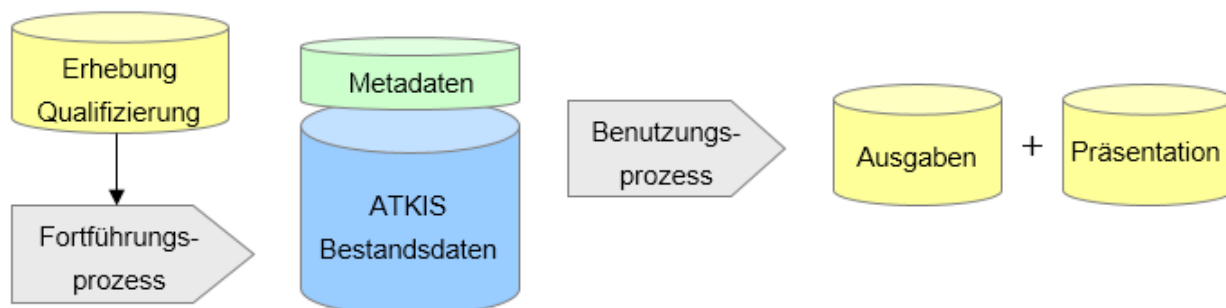 Erhebung
Qualifizierung
Fortführungs-
prozess
Metadaten
ATKIS
Bestandsdaten
Benutzungs-
prozess
Ausgaben
+
Präsentation